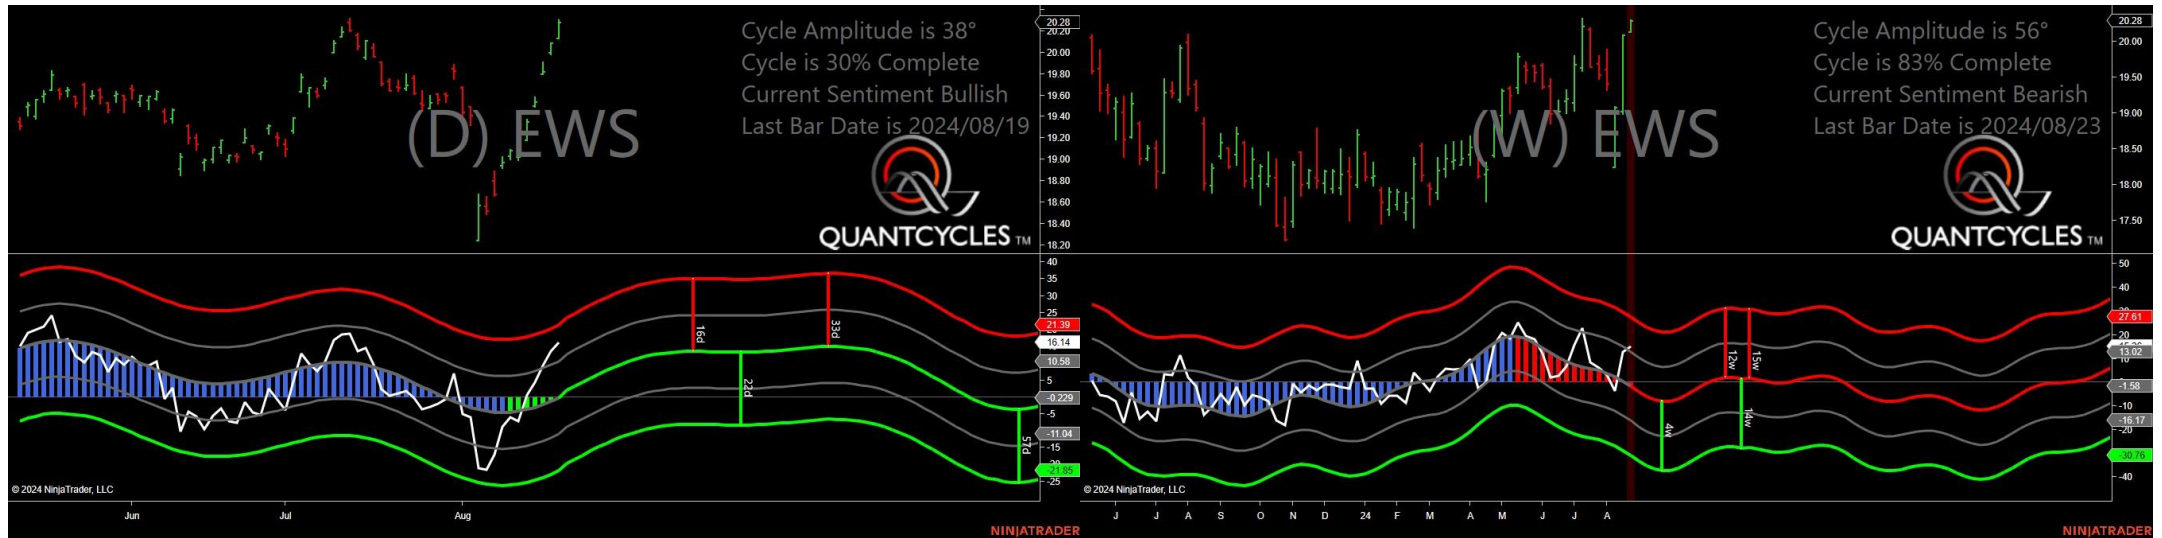 Cycle Amplitude is 38°
Cycle is 30% Complete
Current Sentiment Bullish
Last Bar Date is 2024/08/19
(D) EWS
QUANTCYCLES TM
20.28
20.20
20.00
19.80
19.60
19.40
19.20
19.00
18.80
18.60
18.40
18.20
40
35
30
25
21.39
16.14
10.58
5
-0.229
-5
-11.04
-15
-21.85
-25
16d
22d
33d
57d
© 2024 NinjaTrader, LLC
Jun
Jul
Aug
NINJATRADER
Cycle Amplitude is 56°
Cycle is 83% Complete
Current Sentiment Bearish
Last Bar Date is 2024/08/23
(W) EWS
QUANTCYCLES TM
20.28
20.00
19.50
19.00
18.50
18.00
17.50
50
40
27.61
20
13.02
-1.58
-10
-16.17
-20
-30.76
-40
4w
12w
14w
15w
© 2024 NinjaTrader, LLC
J
J
A
S
O
N
D
24
F
M
A
M
J
J
A
NINJATRADER